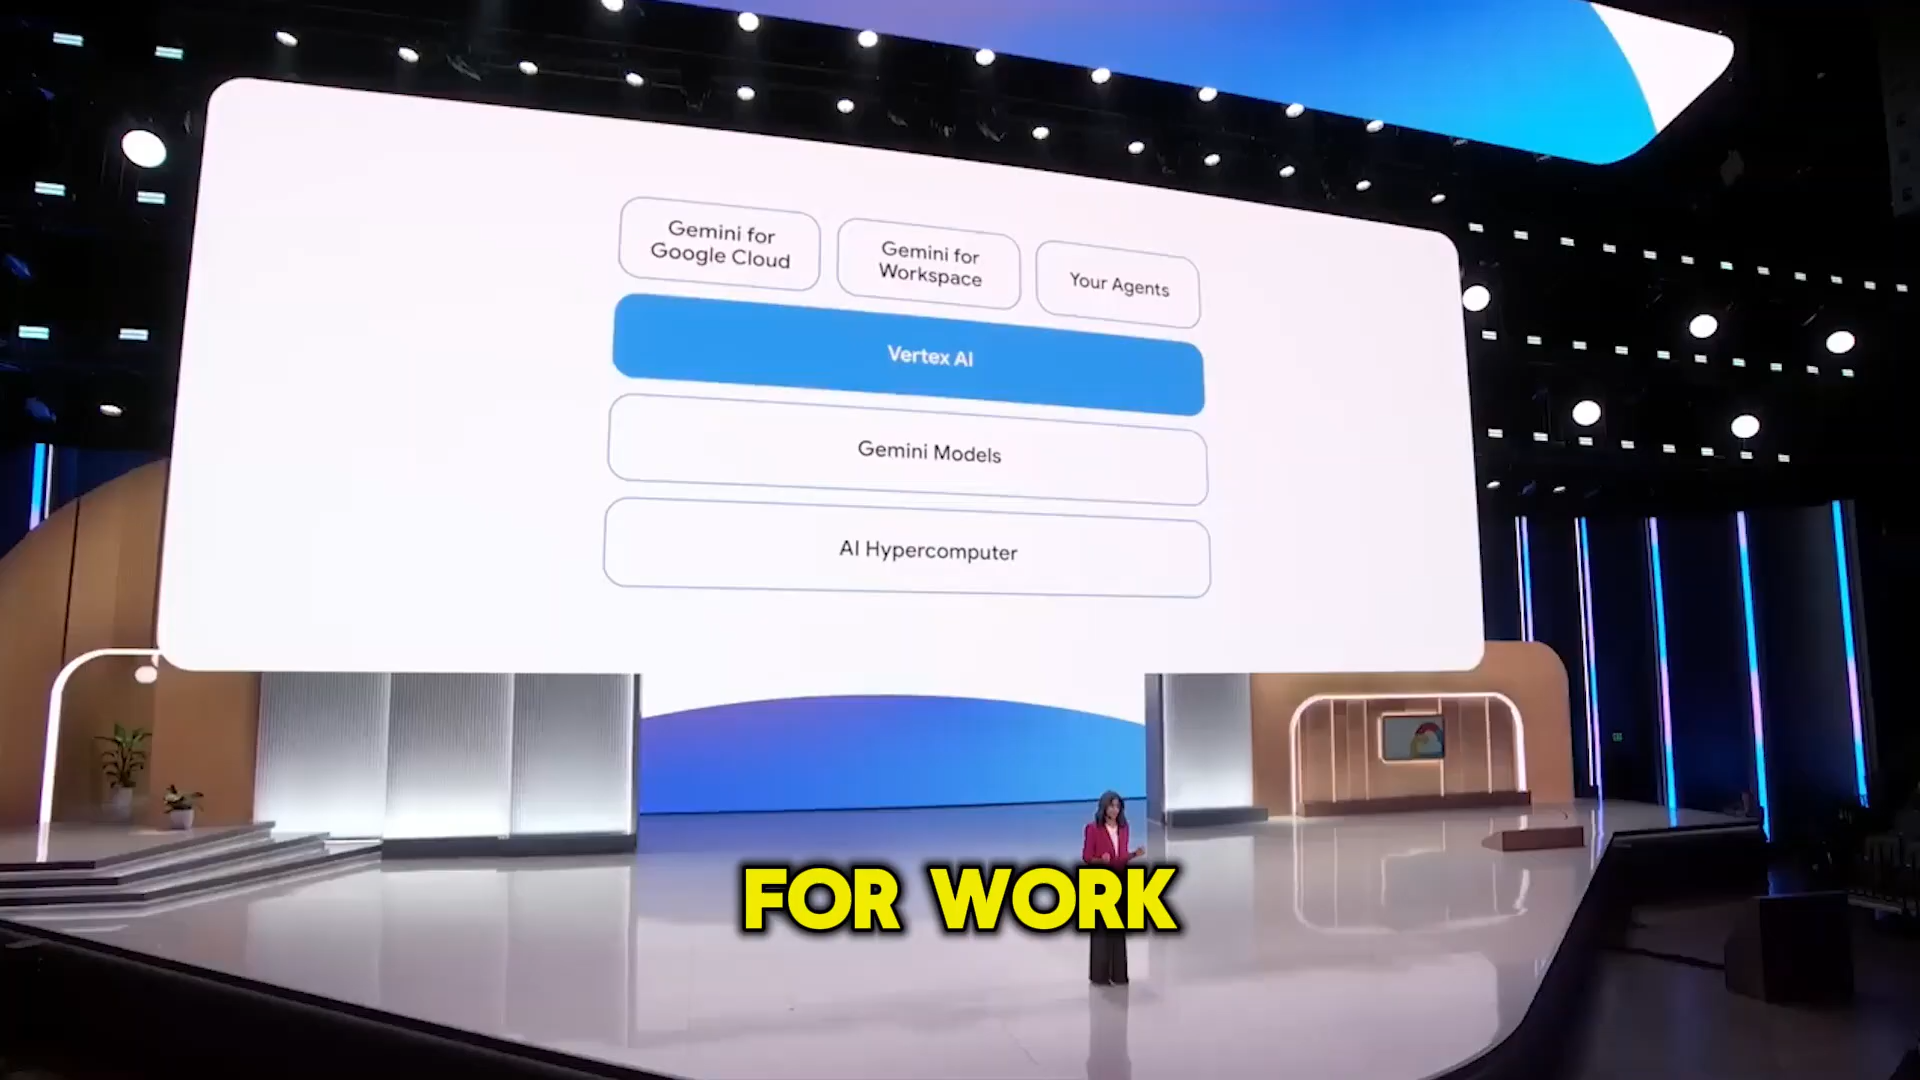 Gemini for
Google Cloud
Gemini for
Workspace
Your Agents
Vertex AI
Gemini Models
AI Hypercomputer
FOR WORK